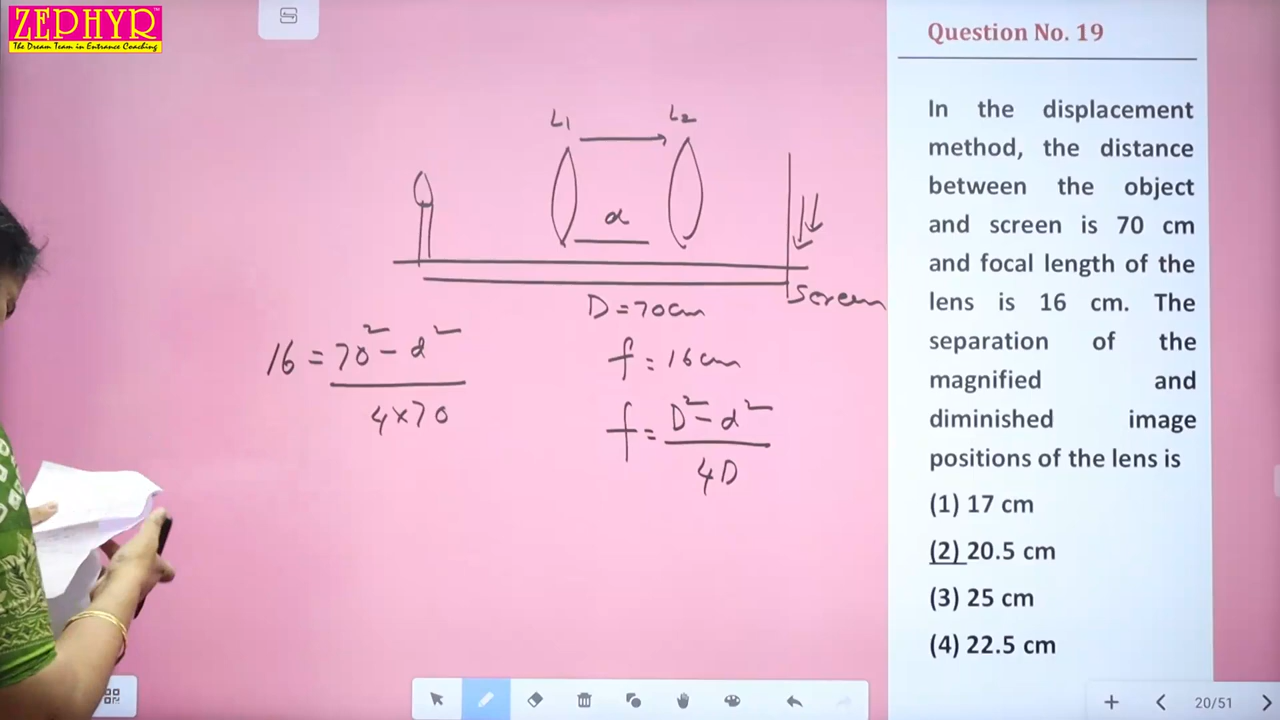 ZEPHYR™
The Dream Team in Entrance Coaching
Question No. 19
In the displacement
method, the distance
between the object
and screen is 70 cm
and focal length of the
lens is 16 cm. The
separation of the
magnified and
diminished image
positions of the lens is
(1) 17 cm
(2) 20.5 cm
(3) 25 cm
(4) 22.5 cm
L₁
L₂
d
D = 70cm
Screen
f = 16cm
f = D² - d²
4D
16 = 70² - d²
4×70
20/51